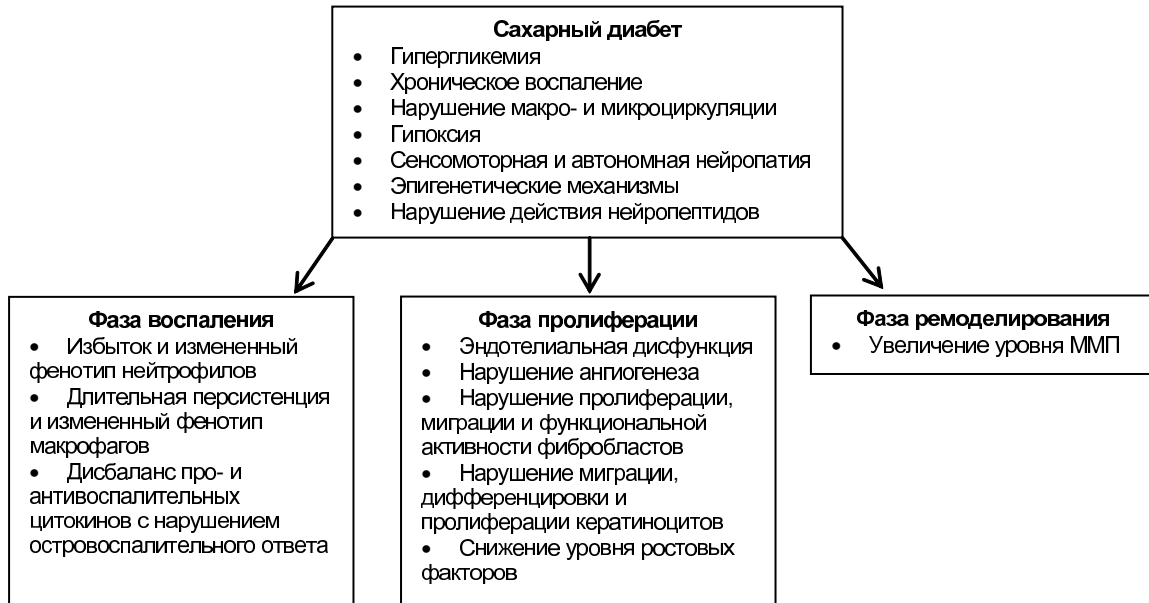 Сахарный диабет
• Гипергликемия
• Хроническое воспаление
• Нарушение макро- и микроциркуляции
• Гипоксия
• Сенсомоторная и автономная нейропатия
• Эпигенетические механизмы
• Нарушение действия нейропептидов
Фаза воспаления
• Избыток и измененный
фенотип нейтрофилов
• Длительная персистенция
и измененный фенотип
макрофагов
• Дисбаланс про- и
антивоспалительных
цитокинов с нарушением
островоспалительного ответа
Фаза пролиферации
• Эндотелиальная дисфункция
• Нарушение ангиогенеза
• Нарушение пролиферации,
миграции и функциональной
активности фибробластов
• Нарушение миграции,
дифференцировки и
пролиферации кератиноцитов
• Снижение уровня ростовых
факторов
Фаза ремоделирования
• Увеличение уровня ММП